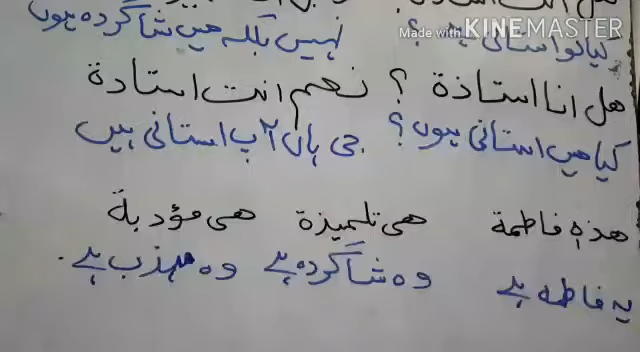 کیا تو استانی ہے ؟ نہیں بلکہ میں شاگردہ ہوں
Made with KINEMASTER
هل انا استاذة ؟ نعم انت استادة
کیا میں استانی ہوں؟ جی ہاں آپ استانی ہیں
هذه فاطمة هی تلمیذة هی مؤدبة
یہ فاطمہ ہے وہ شاگردہ ہے وہ مہذب ہے.